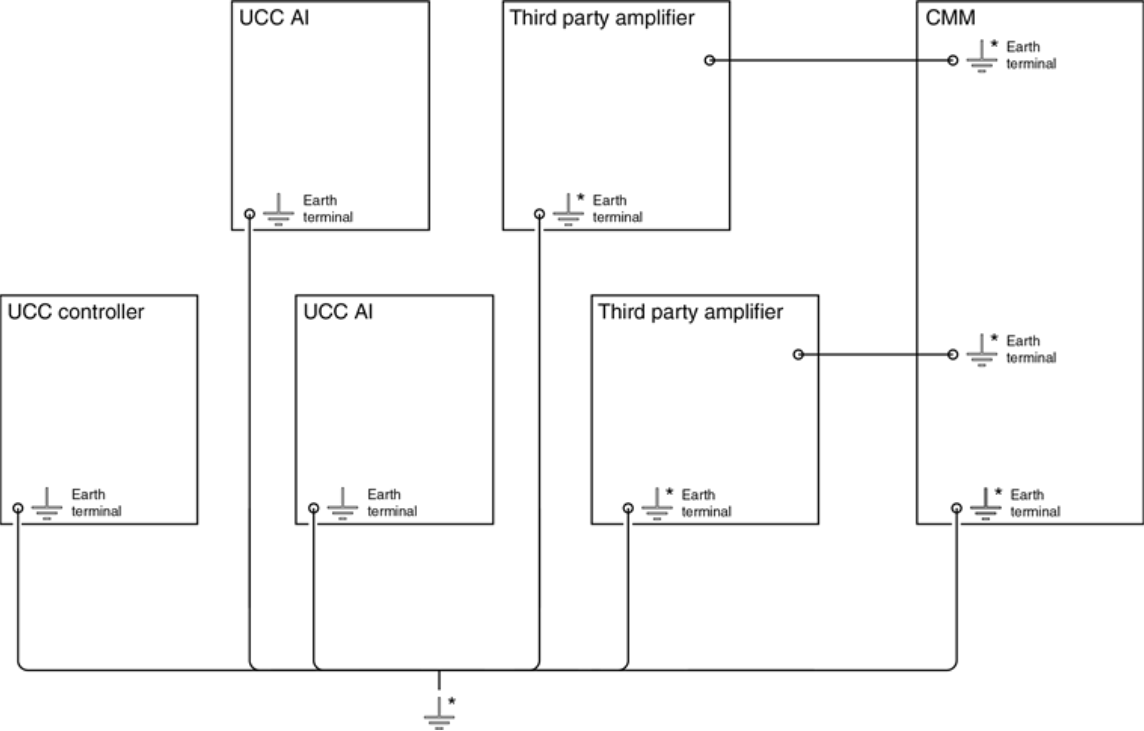 UCC AI
Third party amplifier
CMM
* Earth
terminal
Earth
terminal
* Earth
terminal
UCC controller
UCC AI
Third party amplifier
* Earth
terminal
Earth
terminal
Earth
terminal
* Earth
terminal
* Earth
terminal
*